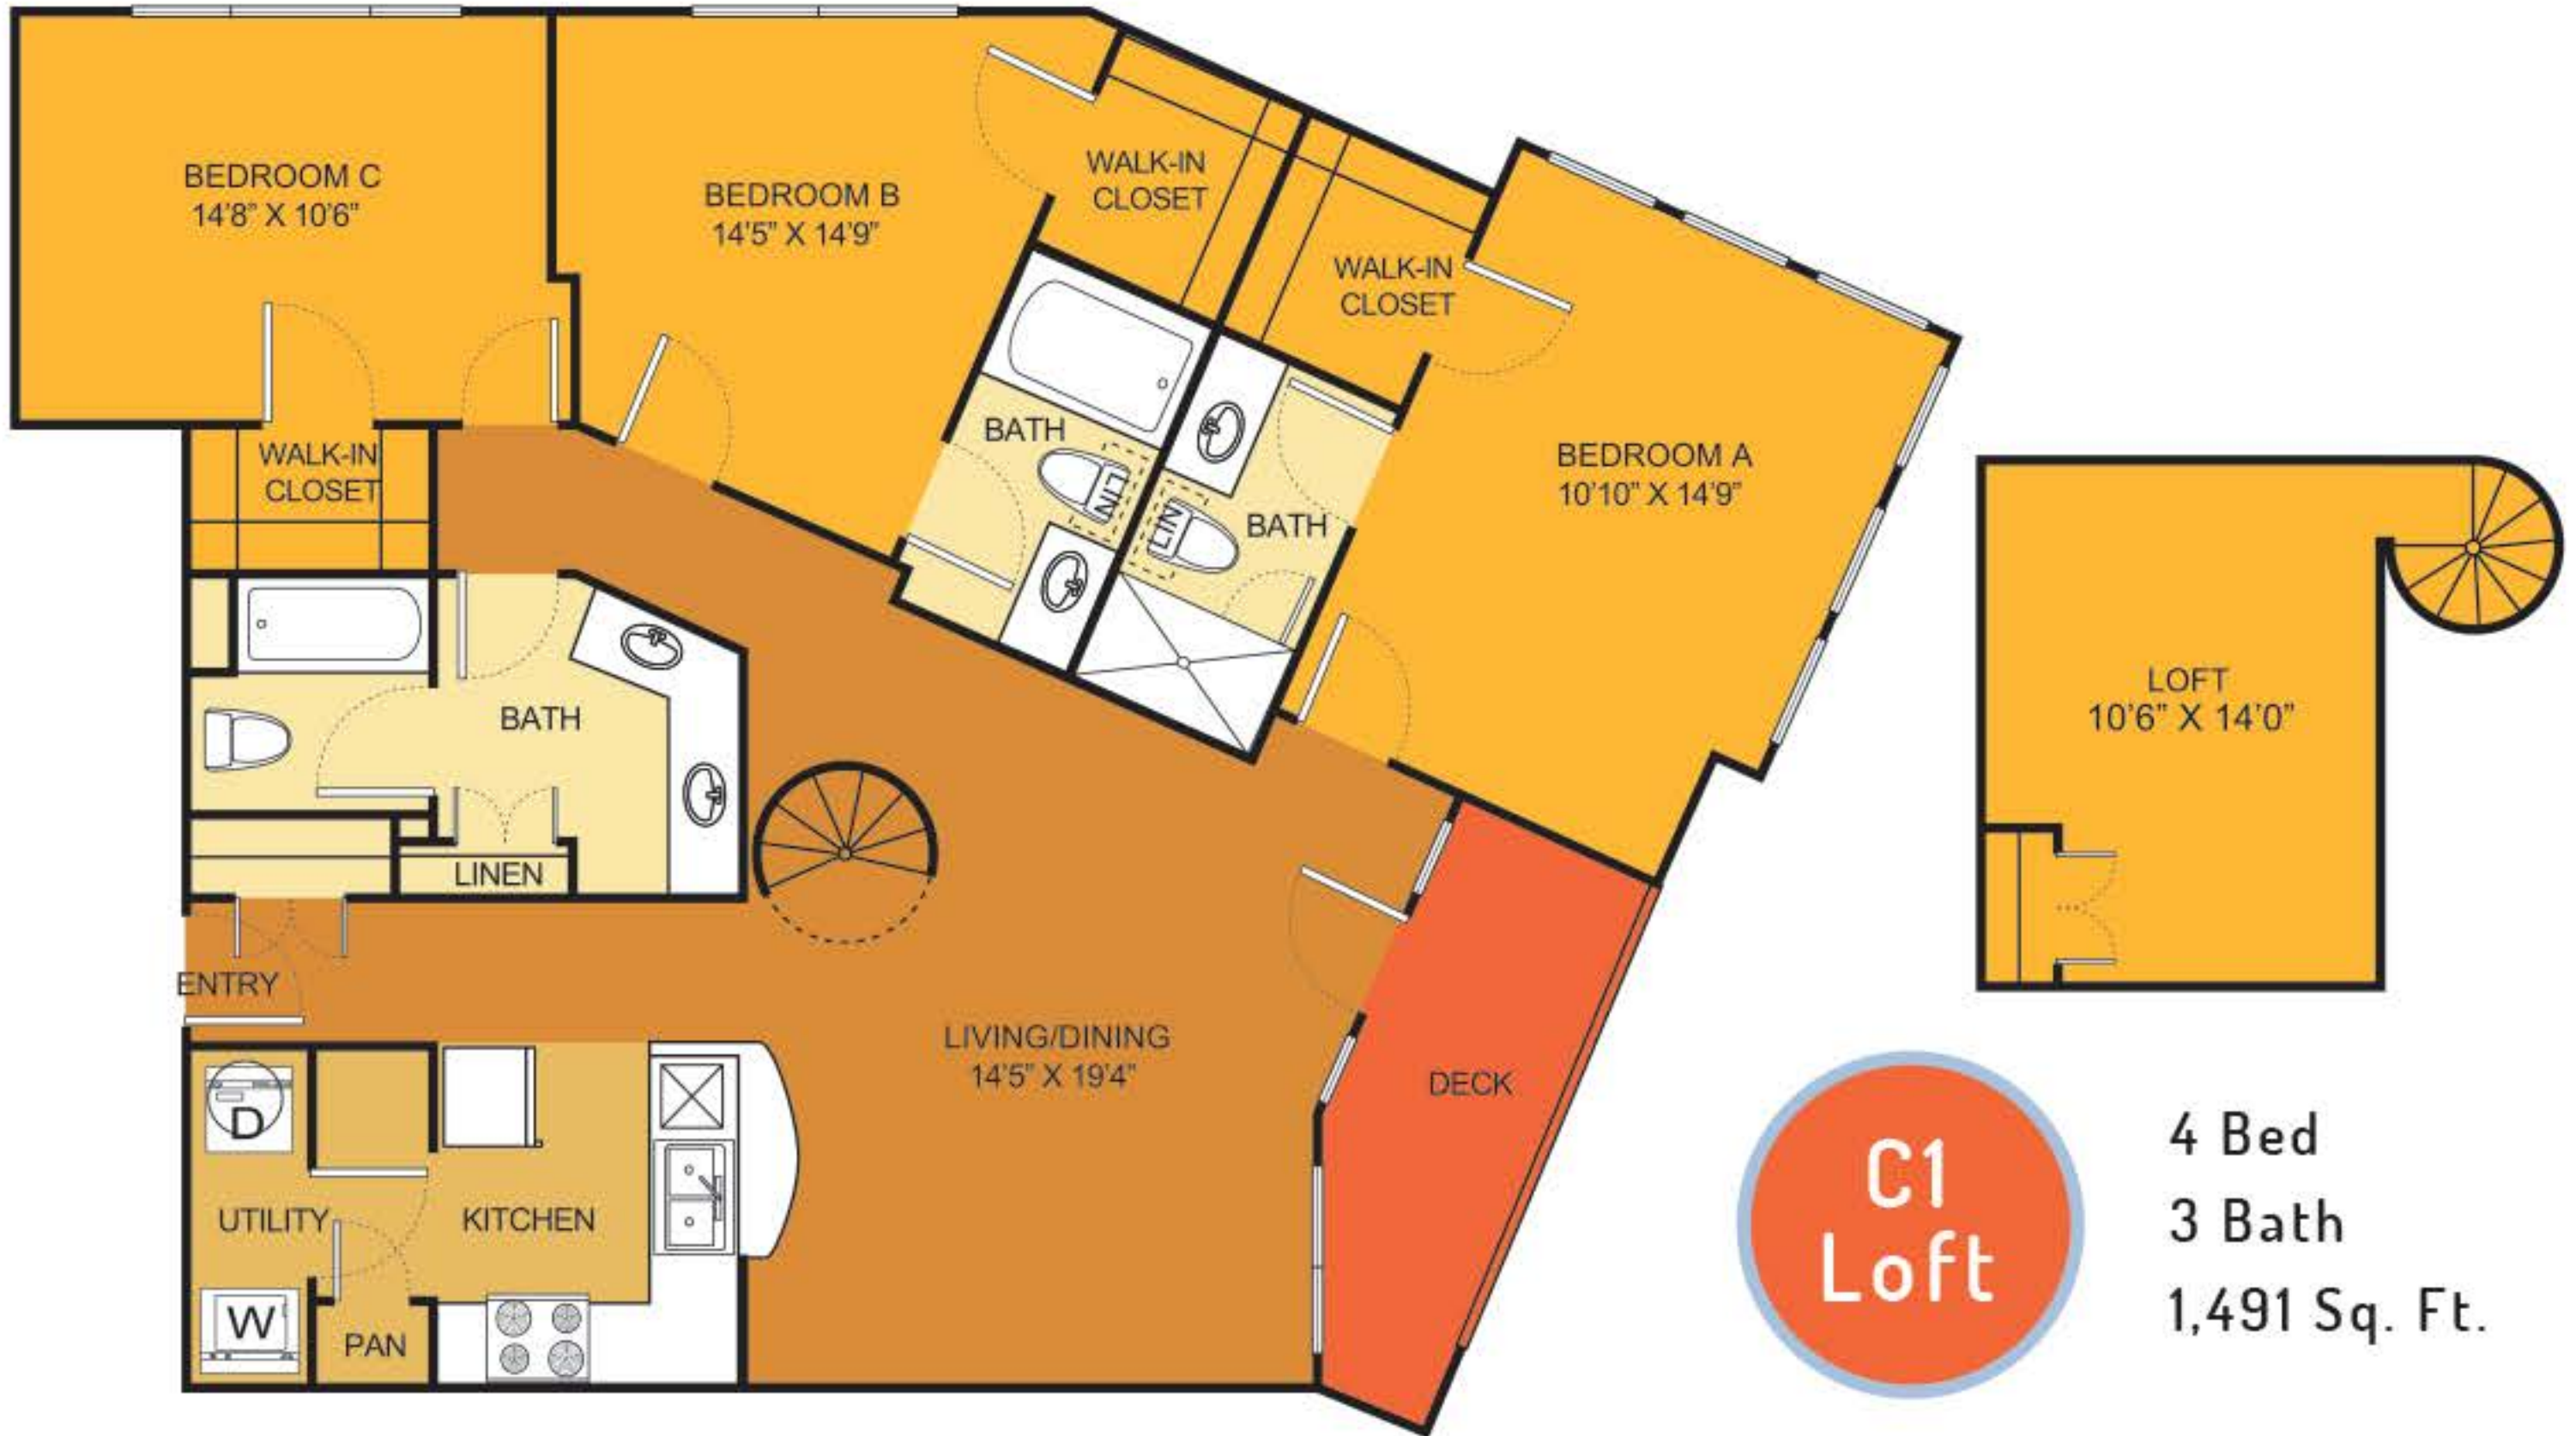 BEDROOM C
14'8" X 10'6"
BEDROOM B
14'5" X 14'9"
WALK-IN
CLOSET
WALK-IN
CLOSET
BEDROOM A
10'10" X 14'9"
WALK-IN
CLOSET
BATH
LIN
LIN
BATH
BATH
LINEN
ENTRY
LIVING/DINING
14'5" X 19'4"
DECK
D
UTILITY
KITCHEN
W
PAN
LOFT
10'6" X 14'0"
C1
Loft
4 Bed
3 Bath
1,491 Sq. Ft.